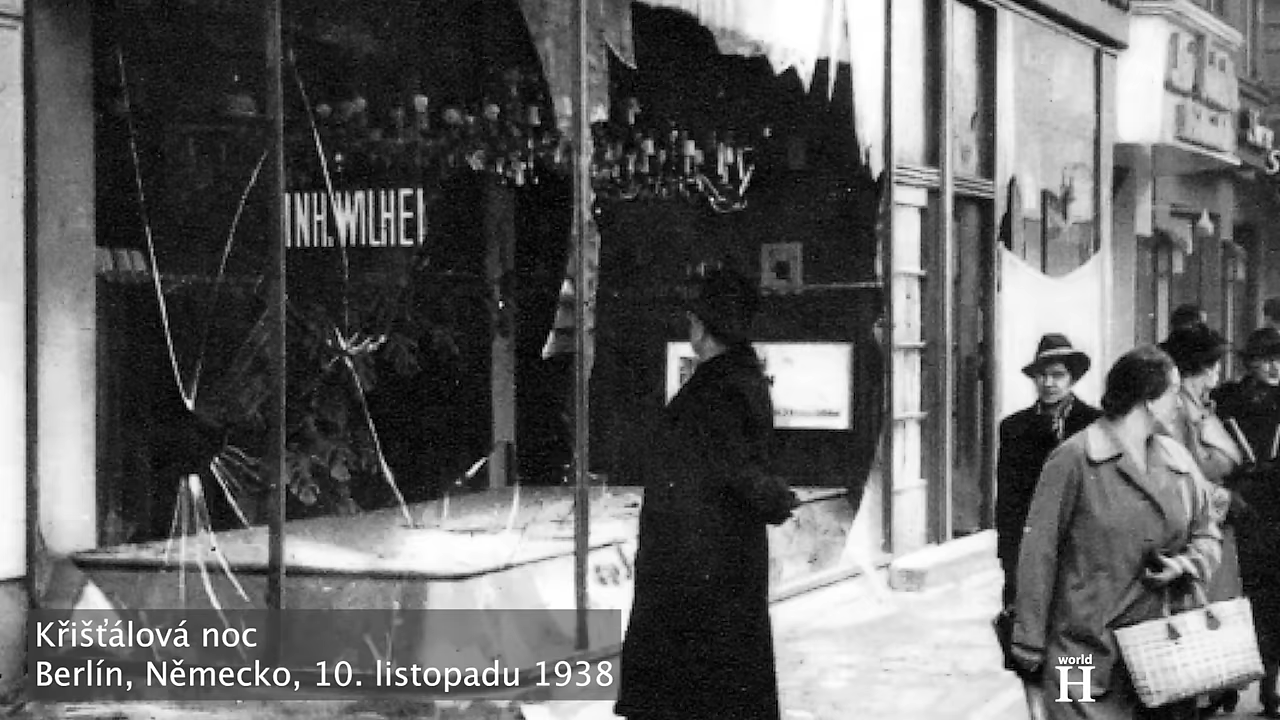 INH. WILHEL
Křišťálová noc
Berlín, Německo, 10. listopadu 1938
world
H